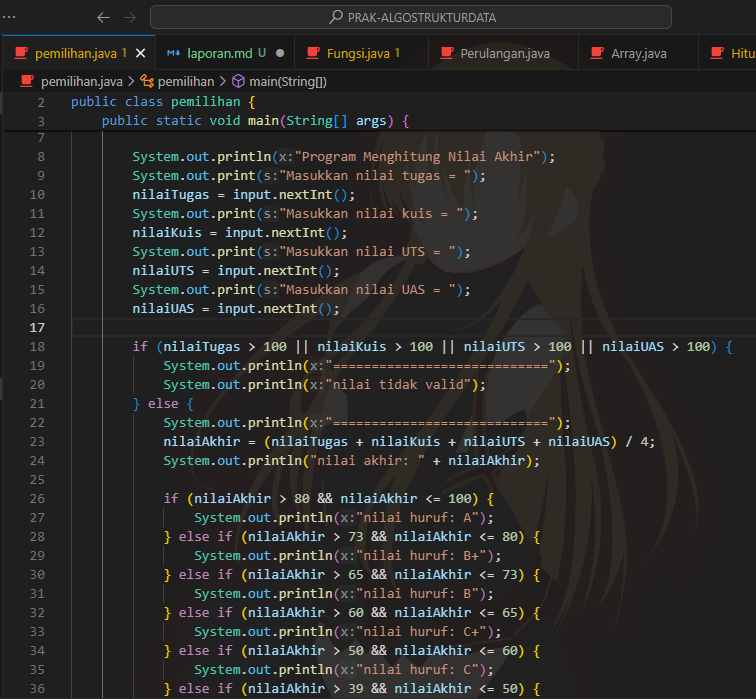 ··· ← → PRAK-ALGOSTRUKTURDATA
pemilihan.java 1 × laporan.md U ● Fungsi.java 1 Perulangan.java Array.java Hitu
pemilihan.java > pemilihan > main(String[])
2 public class pemilihan {
3     public static void main(String[] args) {
7
8         System.out.println(x:"Program Menghitung Nilai Akhir");
9         System.out.print(s:"Masukkan nilai tugas = ");
10         nilaiTugas = input.nextInt();
11         System.out.print(s:"Masukkan nilai kuis = ");
12         nilaiKuis = input.nextInt();
13         System.out.print(s:"Masukkan nilai UTS = ");
14         nilaiUTS = input.nextInt();
15         System.out.print(s:"Masukkan nilai UAS = ");
16         nilaiUAS = input.nextInt();
17
18         if (nilaiTugas > 100 || nilaiKuis > 100 || nilaiUTS > 100 || nilaiUAS > 100) {
19             System.out.println(x:"============================");
20             System.out.println(x:"nilai tidak valid");
21         } else {
22             System.out.println(x:"============================");
23             nilaiAkhir = (nilaiTugas + nilaiKuis + nilaiUTS + nilaiUAS) / 4;
24             System.out.println("nilai akhir: " + nilaiAkhir);
25
26             if (nilaiAkhir > 80 && nilaiAkhir <= 100) {
27                 System.out.println(x:"nilai huruf: A");
28             } else if (nilaiAkhir > 73 && nilaiAkhir <= 80) {
29                 System.out.println(x:"nilai huruf: B+");
30             } else if (nilaiAkhir > 65 && nilaiAkhir <= 73) {
31                 System.out.println(x:"nilai huruf: B");
32             } else if (nilaiAkhir > 60 && nilaiAkhir <= 65) {
33                 System.out.println(x:"nilai huruf: C+");
34             } else if (nilaiAkhir > 50 && nilaiAkhir <= 60) {
35                 System.out.println(x:"nilai huruf: C");
36             } else if (nilaiAkhir > 39 && nilaiAkhir <= 50) {